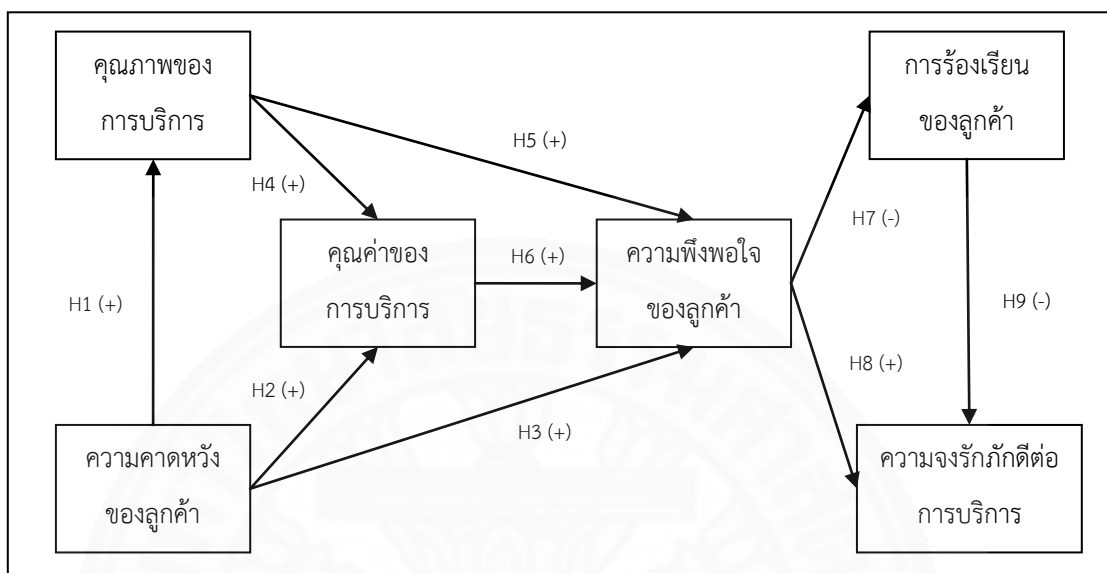 คุณภาพของ
การบริการ
การร้องเรียน
ของลูกค้า
H5 (+)
H4 (+)
H7 (-)
คุณค่าของ
การบริการ
H6 (+)
ความพึงพอใจ
ของลูกค้า
H1 (+)
H9 (-)
H2 (+)
H8 (+)
H3 (+)
ความคาดหวัง
ของลูกค้า
ความจงรักภักดีต่อ
การบริการ